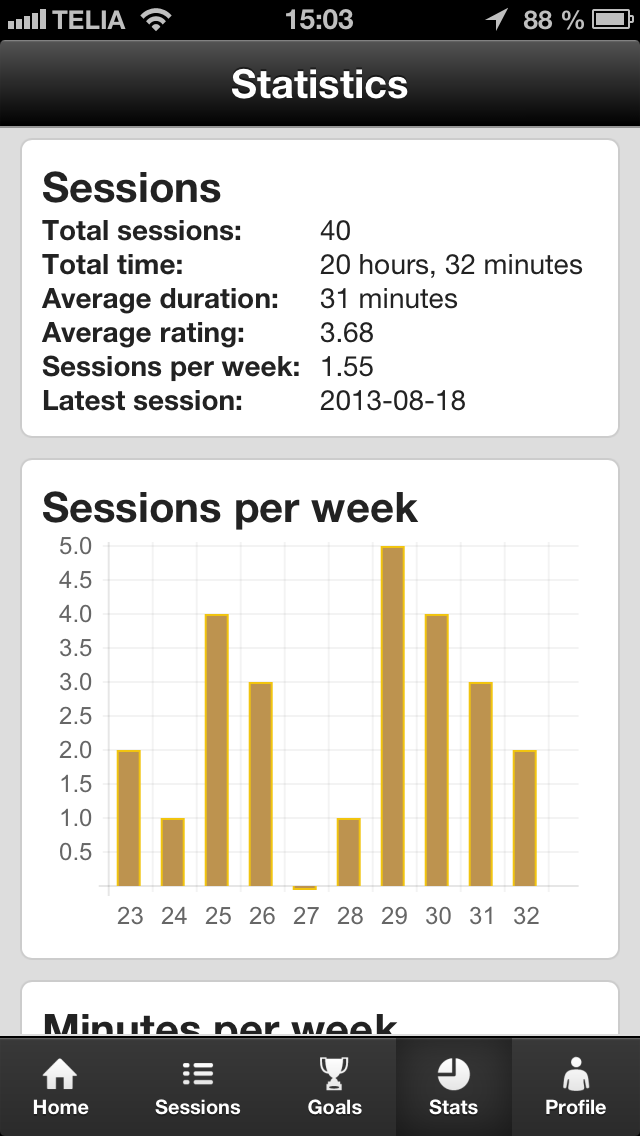 TELIA 15:03 88 %
Statistics
Sessions
Total sessions: 40
Total time: 20 hours, 32 minutes
Average duration: 31 minutes
Average rating: 3.68
Sessions per week: 1.55
Latest session: 2013-08-18
Sessions per week
5.0
4.5
4.0
3.5
3.0
2.5
2.0
1.5
1.0
0.5
23 24 25 26 27 28 29 30 31 32
Minutes per week
Home Sessions Goals Stats Profile